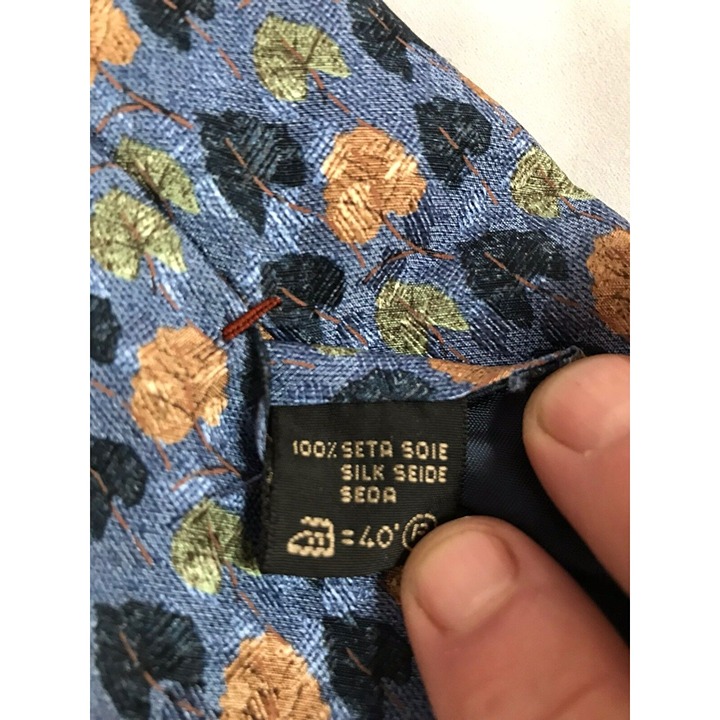 100% SETA SOIE
SILK SEIDE
SEDA
= 40°